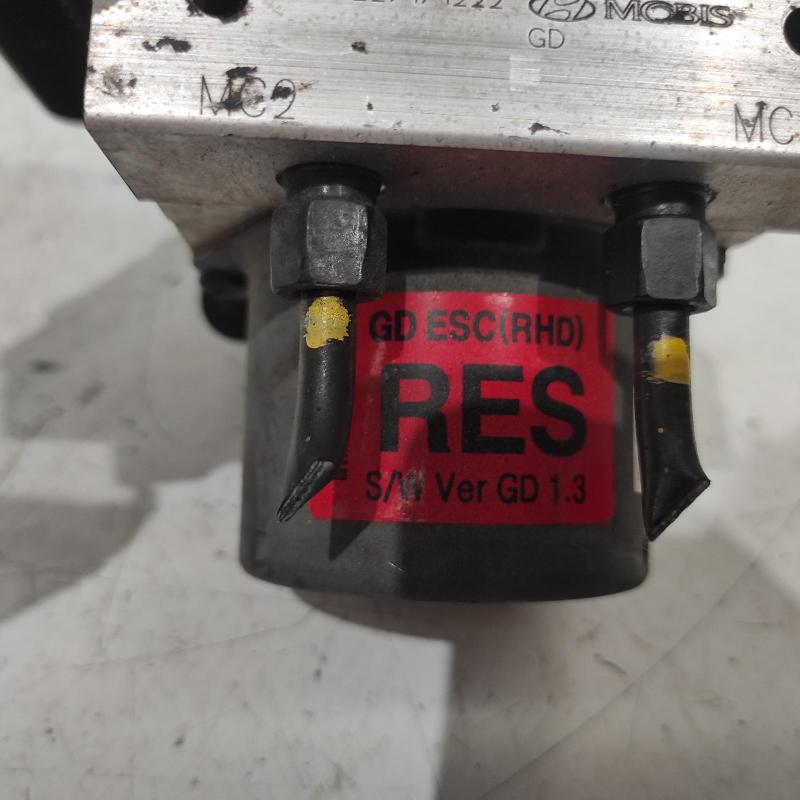 MOBIS
GD
MC2
MC
GD ESC(RHD)
RES
S/W Ver GD 1.3